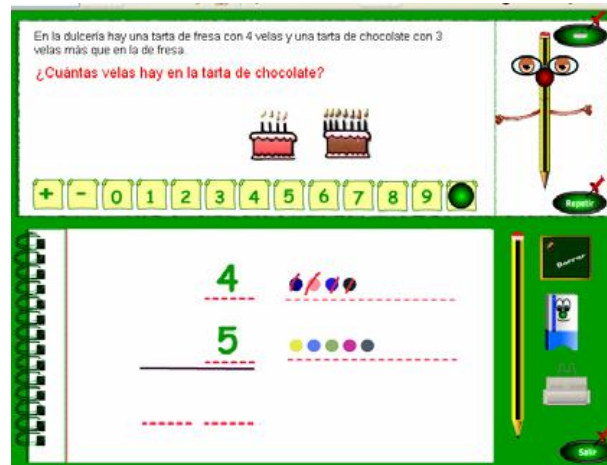 En la dulcería hay una tarta de fresa con 4 velas y una tarta de chocolate con 3
velas más que en la de fresa.
¿Cuántas velas hay en la tarta de chocolate?
+ - 0 1 2 3 4 5 6 7 8 9
Repetir
Borrar
4
5
Salir